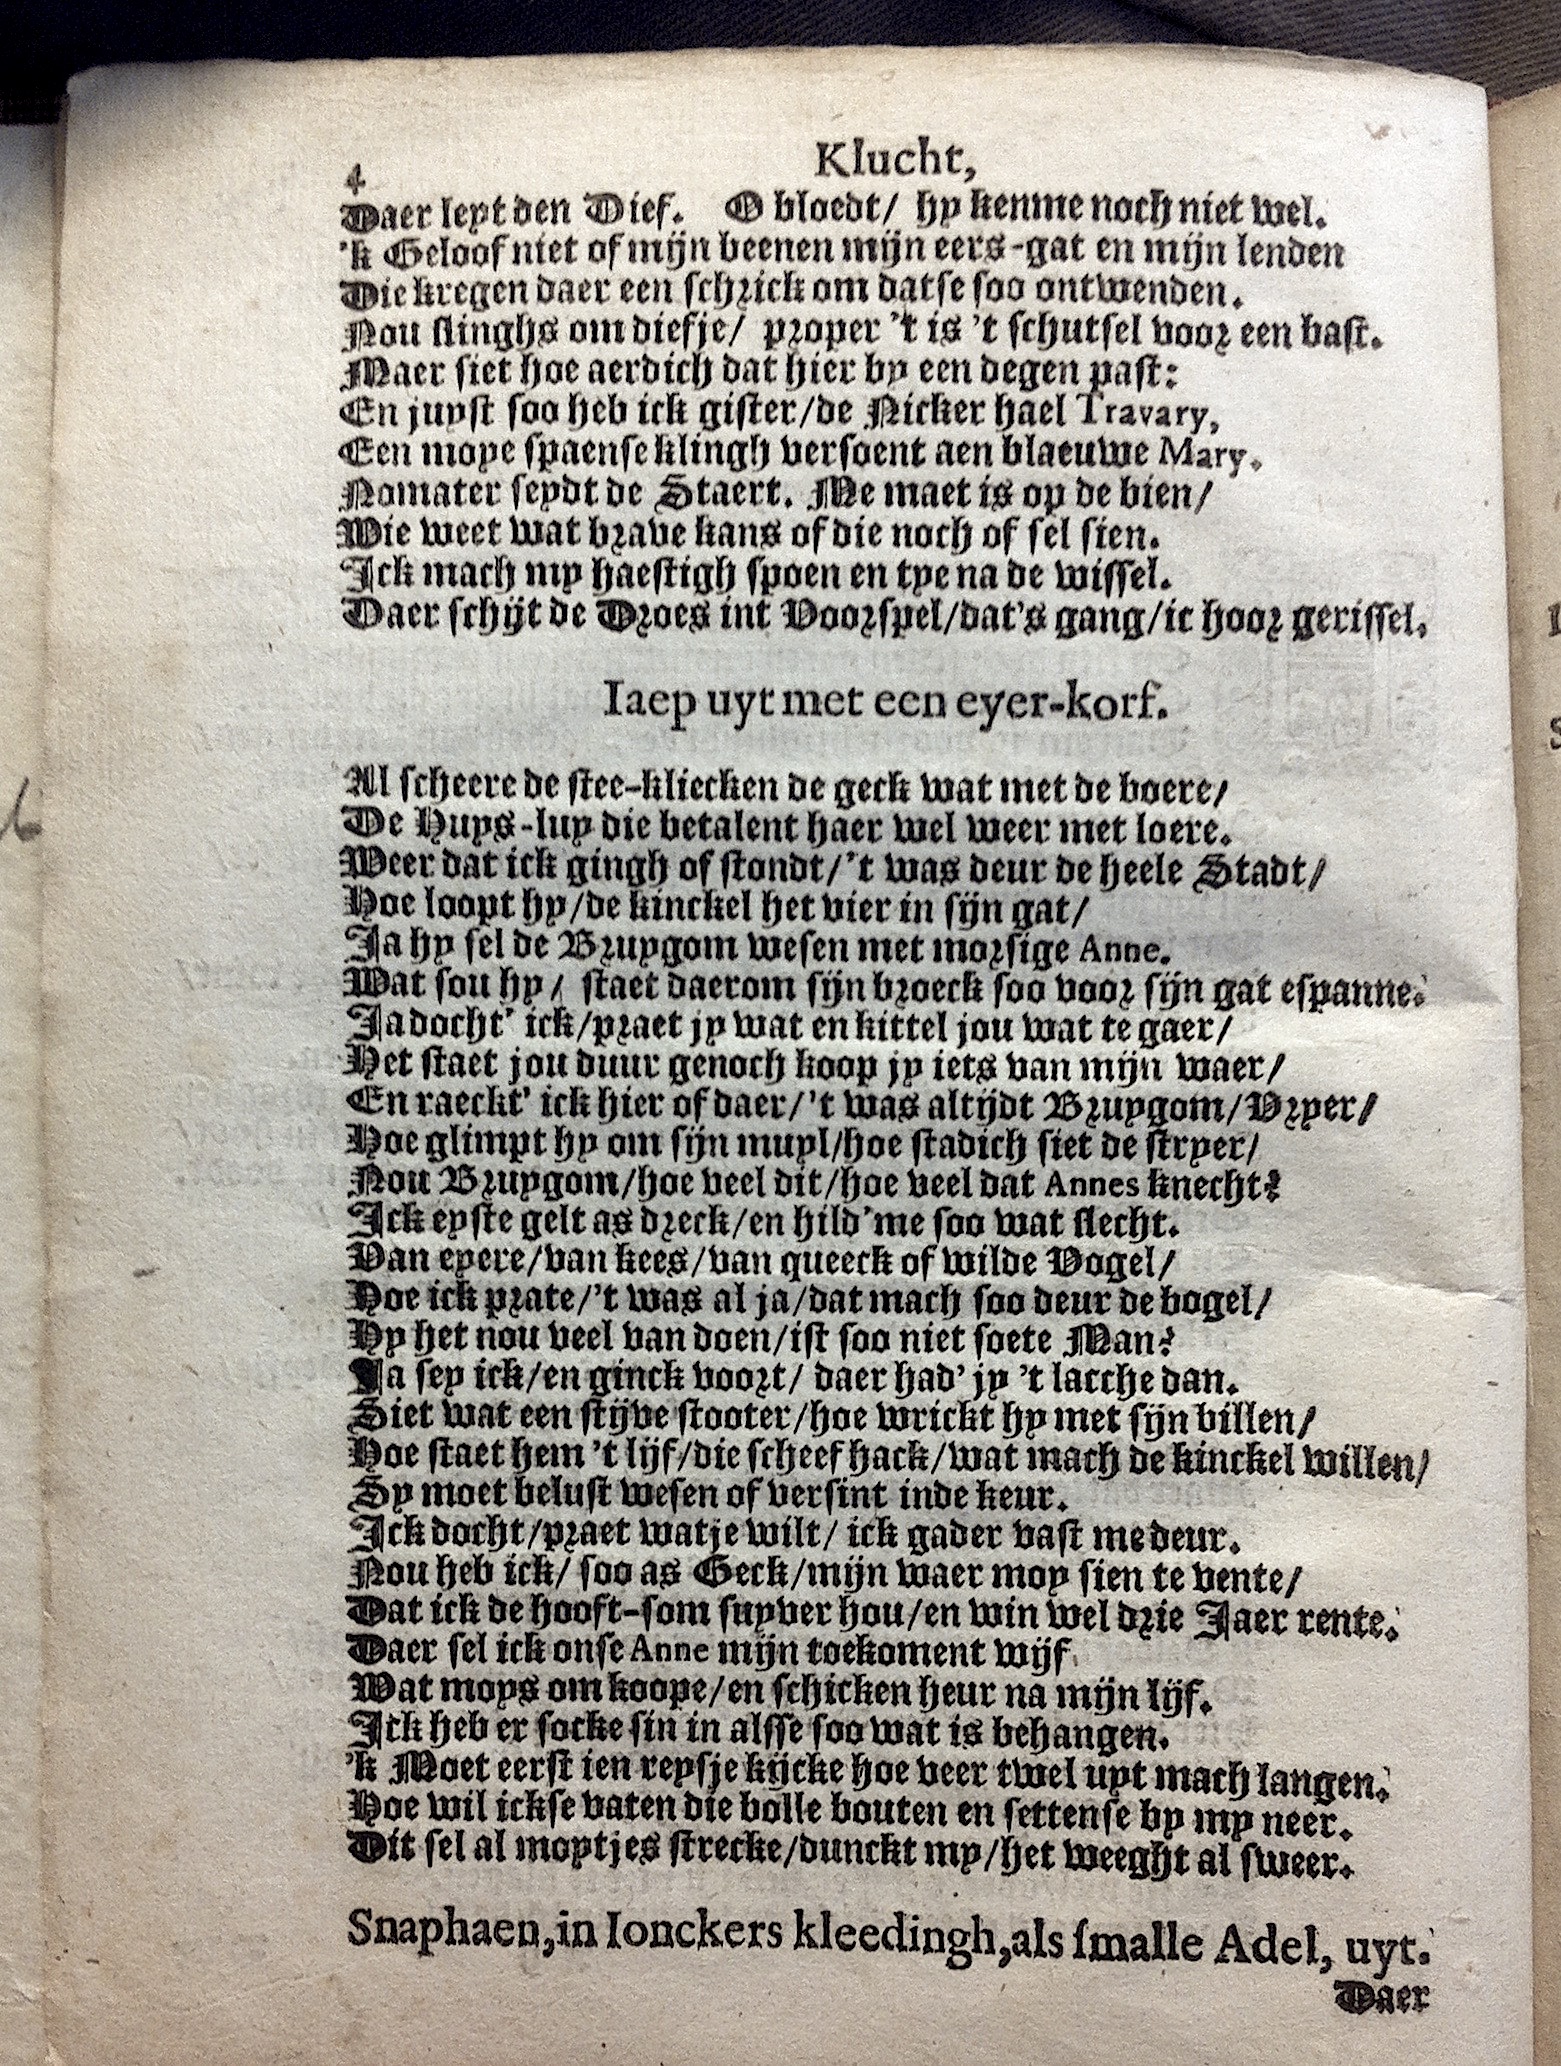 4
Klucht,
Daer leyt den Dief. O bloedt/ hy kenme noch niet wel.
'k Geloof niet of mijn beenen mijn eers-gat en mijn lenden
Die kregen daer een schrick om datse soo ontwenden.
Nou slinghs om diefje/ proper 't is 't schutsel voor een bast.
Maer siet hoe aerdich dat hier by een degen past:
En juyst soo heb ick gister/de Nicker hael Travary,
Een moye spaense klingh versoent aen blaeuwe Mary.
Nomater seydt de Staert. Me maet is op de bien/
Wie weet wat brave kans of die noch of sel sien.
Ick mach my haestigh spoen en tye na de wissel.
Daer schijt de Droes int Voorspel/dat's gang/ic hoor gerissel.
Iaep uyt met een eyer-korf.
Al scheere de stee-kliecken de geck wat met de boere/
De Huys-luy die betalent haer wel weer met loere.
Weer dat ick gingh of stondt/'t was deur de heele Stadt/
Hoe loopt hy/de kinckel het vier in sijn gat/
Ja hy sel de Bruygom wesen met morsige Anne.
Wat sou hy/ staet daerom sijn broeck soo voor sijn gat espanne.
Ja docht' ick/praet jy wat en kittel jou wat te gaer/
Het staet jou duur genoch koop jy iets van mijn waer/
En raeckt' ick hier of daer/'t was altijdt Bruygom/Vryer/
Hoe glimpt hy om sijn muyl/hoe stadich siet de stryer/
Nou Bruygom/hoe veel dit/hoe veel dat Annes knecht?
Ick eyste gelt as dreck/en hild'me soo wat slecht.
Van eyere/van kees/van queeck of wilde Vogel/
Hoe ick prate/'t was al ja/dat mach soo deur de bogel/
Hy het nou veel van doen/ist soo niet soete Man?
Ja sey ick/en ginck voort/ daer had' jy 't lacche dan.
Siet wat een stijve stooter/hoe wrickt hy met sijn billen/
Hoe staet hem 't lijf/die scheef hack/wat mach de kinckel willen/
Sy moet belust wesen of versint inde keur.
Ick docht/praet watje wilt/ ick gader vast me deur.
Nou heb ick/ soo as Geck/mijn waer moy sien te vente/
Dat ick de hooft-som suyver hou/en win wel drie Jaer rente.
Daer sel ick onse Anne mijn toekoment wijf
Wat moys om koope/en schicken heur na mijn lijf.
Ick heb er socke sin in alsse soo wat is behangen.
'k Moet eerst ien reysje kijcke hoe veer twel uyt mach langen.
Hoe wil ickse vaten die bolle bouten en settense by my neer.
Dit sel al moytjes strecke/dunckt my/het weeght al sweer.
Snaphaen, in Ionckers kleedingh, als smalle Adel, uyt.
Daer